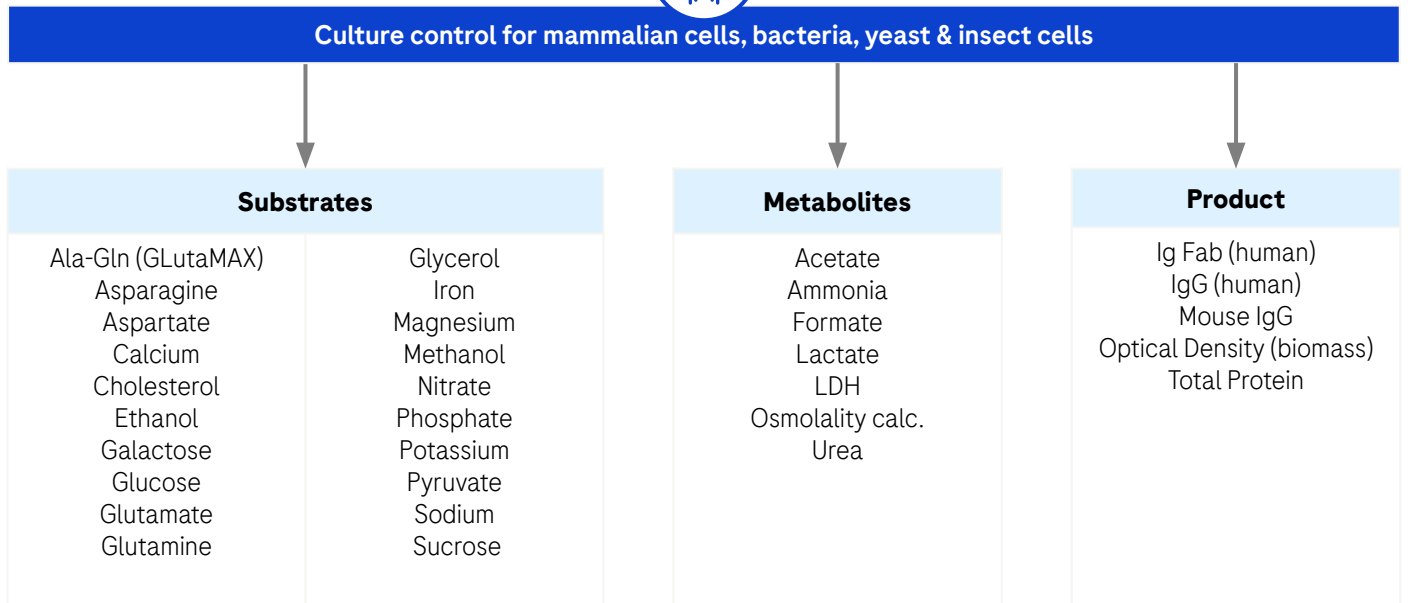 Culture control for mammalian cells, bacteria, yeast & insect cells
Substrates
Ala-Gln (GLutaMAX)
Asparagine
Aspartate
Calcium
Cholesterol
Ethanol
Galactose
Glucose
Glutamate
Glutamine
Glycerol
Iron
Magnesium
Methanol
Nitrate
Phosphate
Potassium
Pyruvate
Sodium
Sucrose
Metabolites
Acetate
Ammonia
Formate
Lactate
LDH
Osmolality calc.
Urea
Product
Ig Fab (human)
IgG (human)
Mouse IgG
Optical Density (biomass)
Total Protein